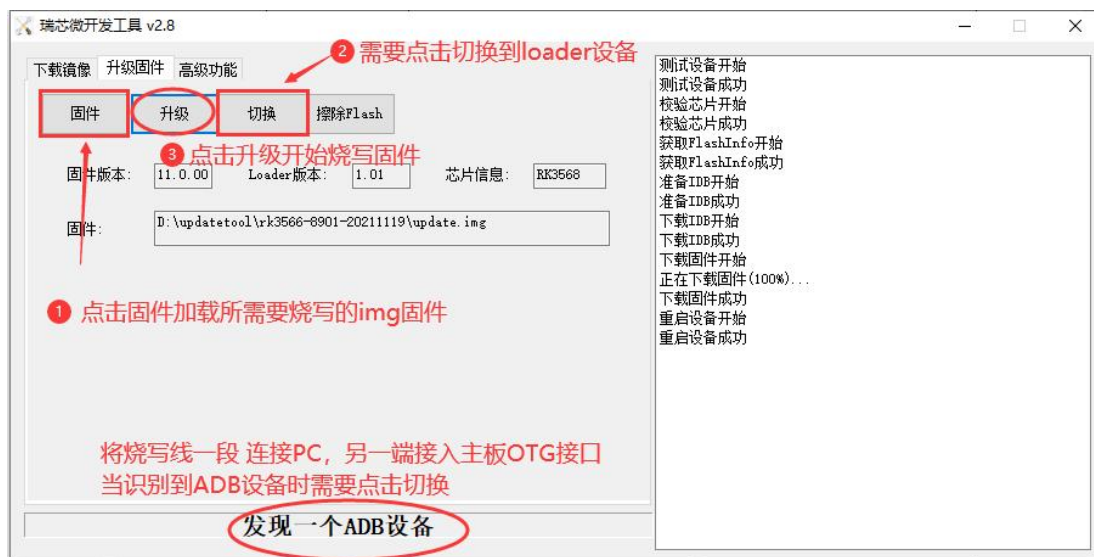 瑞芯微开发工具 v2.8
❷ 需要点击切换到loader设备
下载镜像 升级固件 高级功能
固件 升级 切换 擦除Flash
❸ 点击升级开始烧写固件
固件版本: 11.0.00 Loader版本: 1.01 芯片信息: RK3568
固件: D:\updatetool\rk3566-8901-20211119\update.img
❶ 点击固件加载所需要烧写的img固件
将烧写线一段 连接PC，另一端接入主板OTG接口
当识别到ADB设备时需要点击切换
发现一个ADB设备
测试设备开始
测试设备成功
校验芯片开始
校验芯片成功
获取FlashInfo开始
获取FlashInfo成功
准备IDB开始
准备IDB成功
下载IDB开始
下载IDB成功
下载固件开始
正在下载固件(100%)...
下载固件成功
重启设备开始
重启设备成功